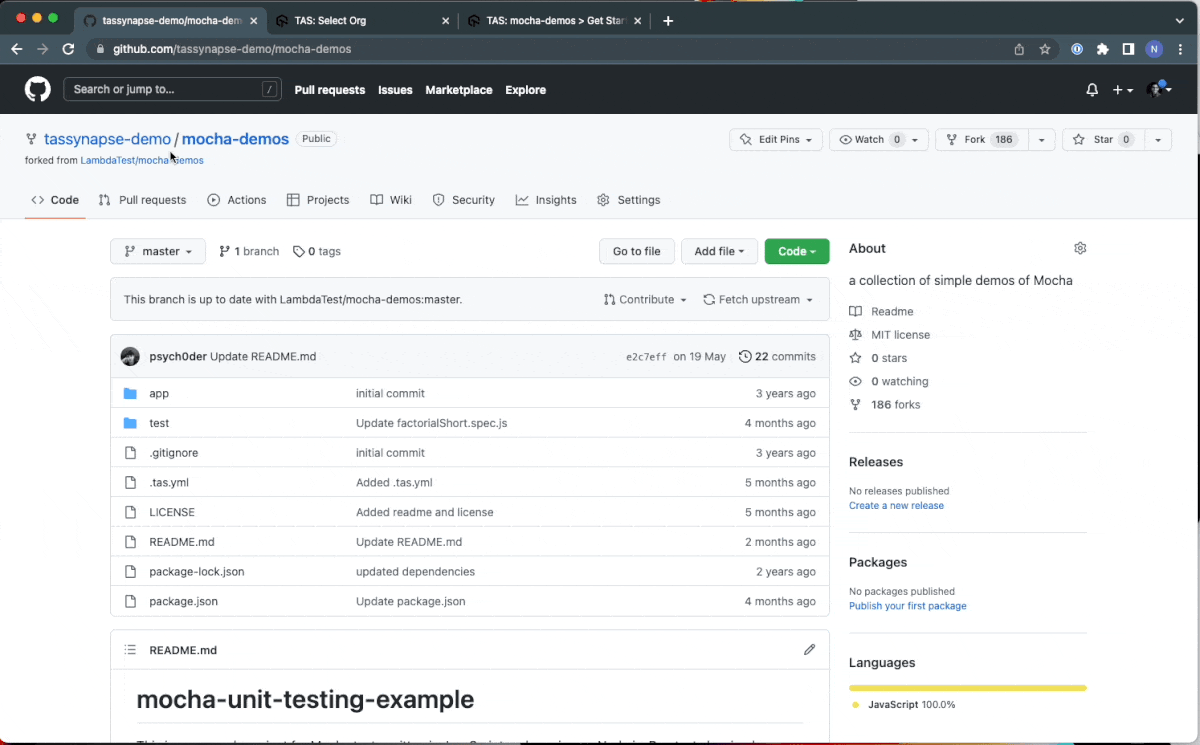 tassynapse-demo/mocha-dem
TAS: Select Org
TAS: mocha-demos > Get Star
github.com/tassynapse-demo/mocha-demos
N
Search or jump to... /
Pull requests Issues Marketplace Explore
tassynapse-demo / mocha-demos Public
forked from LambdaTest/mocha-demos
Edit Pins Watch 0 Fork 186 Star 0
Code Pull requests Actions Projects Wiki Security Insights Settings
master 1 branch 0 tags Go to file Add file Code
This branch is up to date with LambdaTest/mocha-demos:master. Contribute Fetch upstream
psych0der Update README.md e2c7eff on 19 May 22 commits
app initial commit 3 years ago
test Update factorialShort.spec.js 4 months ago
.gitignore initial commit 3 years ago
.tas.yml Added .tas.yml 5 months ago
LICENSE Added readme and license 5 months ago
README.md Update README.md 2 months ago
package-lock.json updated dependencies 2 years ago
package.json Update package.json 4 months ago
README.md
mocha-unit-testing-example
About
a collection of simple demos of Mocha
Readme
MIT license
0 stars
0 watching
186 forks
Releases
No releases published
Create a new release
Packages
No packages published
Publish your first package
Languages
JavaScript 100.0%